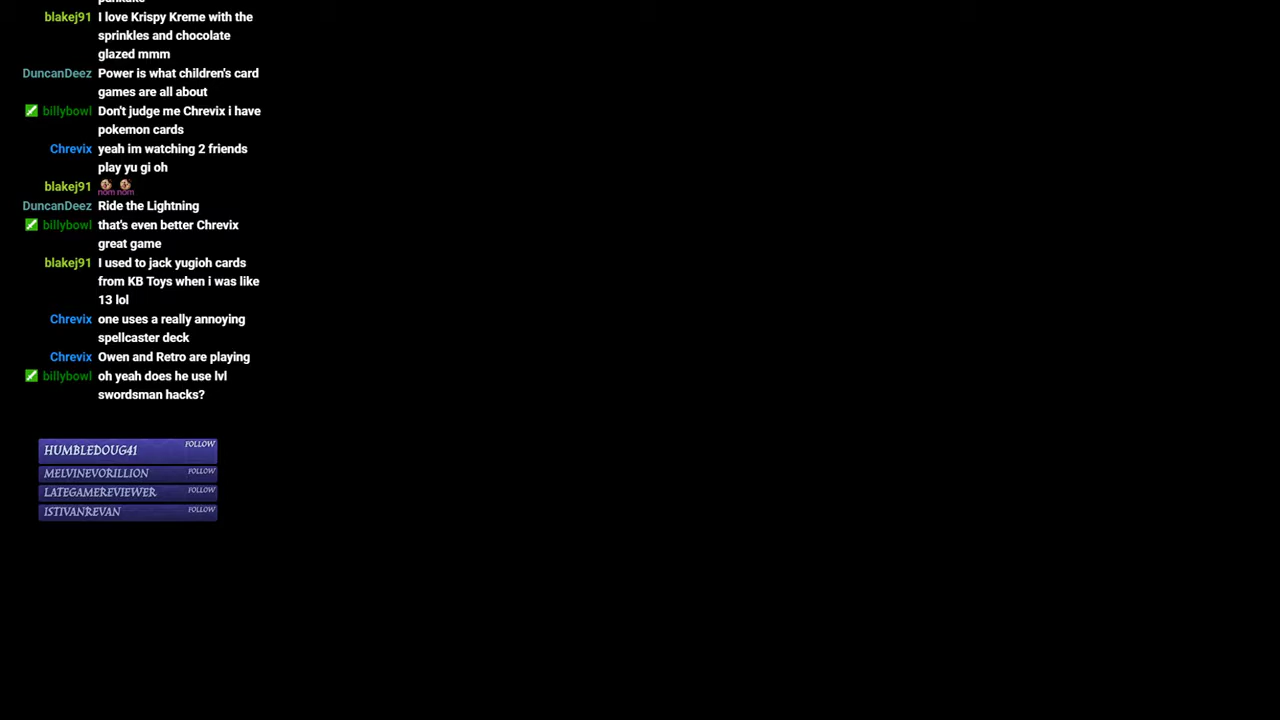 blakej91 I love Krispy Kreme with the
sprinkles and chocolate
glazed mmm
DuncanDeez Power is what children's card
games are all about
billybowl Don't judge me Chrevix i have
pokemon cards
Chrevix yeah im watching 2 friends
play yu gi oh
blakej91 nom nom
DuncanDeez Ride the Lightning
billybowl that's even better Chrevix
great game
blakej91 I used to jack yugioh cards
from KB Toys when i was like
13 lol
Chrevix one uses a really annoying
spellcaster deck
Chrevix Owen and Retro are playing
billybowl oh yeah does he use lvl
swordsman hacks?
HUMBLEDOUG41 FOLLOW
MELVINEVORILLION FOLLOW
LATEGAMEREVIEWER FOLLOW
ISTIVANREVAN FOLLOW